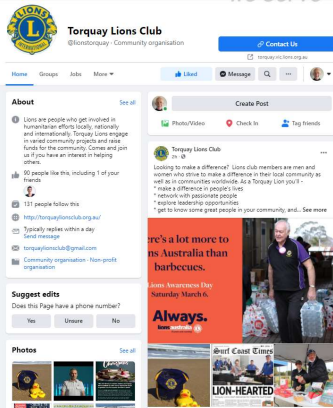 LIONS
INTERNATIONAL
Torquay Lions Club
@lionstorquay · Community organisation
Contact Us
torquay.vic.lions.org.au
Home Groups Jobs More
Liked Message
About See all
Lions are people who get involved in
humanitarian efforts locally, nationally
and internationally. Torquay Lions engage
in varied community projects and raise
funds for the community. Comes and join
us if you have an interest in helping
others.
90 people like this, including 1 of your
friends
131 people follow this
http://torquaylionsclub.org.au/
Typically replies within a day
Send message
torquaylionsclub@gmail.com
Community organisation · Non-profit
organisation
Suggest edits
Does this Page have a phone number?
Yes Unsure No
Photos See all
Create Post
Photo/Video Check In Tag friends
Torquay Lions Club
2h
Looking to make a difference? Lions club members are men and
women who strive to make a difference in their local community as
well as in communities worldwide. As a Torquay Lion you'll -
* make a difference in people's lives
* network with passionate people
* explore leadership opportunities
* get to know some great people in your community, and... See more
re's a lot more to
ns Australia than
barbecues.
Lions Awareness Day
Saturday March 6.
Always.
lions australia
Surf Coast Times
LION-HEARTED